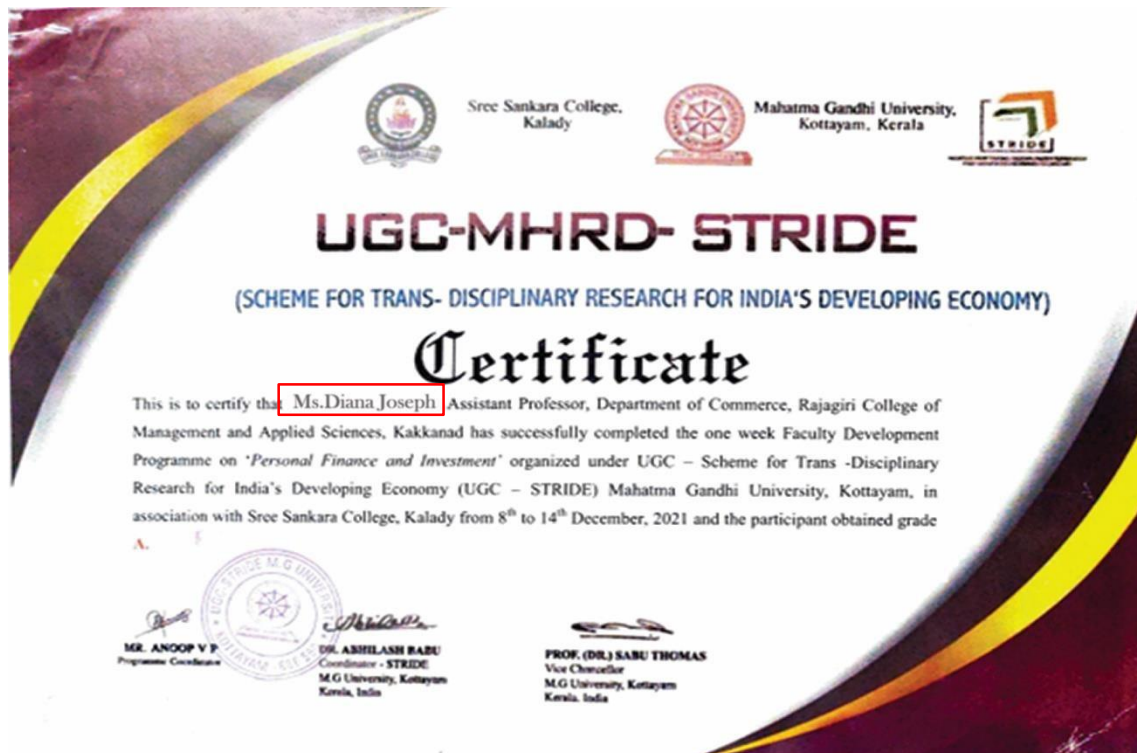 Sree Sankara College,
Kalady
Mahatma Gandhi University,
Kottayam, Kerala
STRIDE
UGC-MHRD- STRIDE
(SCHEME FOR TRANS- DISCIPLINARY RESEARCH FOR INDIA'S DEVELOPING ECONOMY)
Certificate
This is to certify that Ms.Diana Joseph Assistant Professor, Department of Commerce, Rajagiri College of
Management and Applied Sciences, Kakkanad has successfully completed the one week Faculty Development
Programme on 'Personal Finance and Investment' organized under UGC – Scheme for Trans -Disciplinary
Research for India's Developing Economy (UGC – STRIDE) Mahatma Gandhi University, Kottayam, in
association with Sree Sankara College, Kalady from 8th to 14th December, 2021 and the participant obtained grade
A.
UGC-STRIDE M.G UNIVERSITY
KOTTAYAM
MR. ANOOP V P
Programme Coordinator
DR. ABHILASH BABU
Coordinator - STRIDE
M.G University, Kottayam
Kerala, India
PROF. (DR.) SABU THOMAS
Vice Chancellor
M.G University, Kottayam
Kerala, India